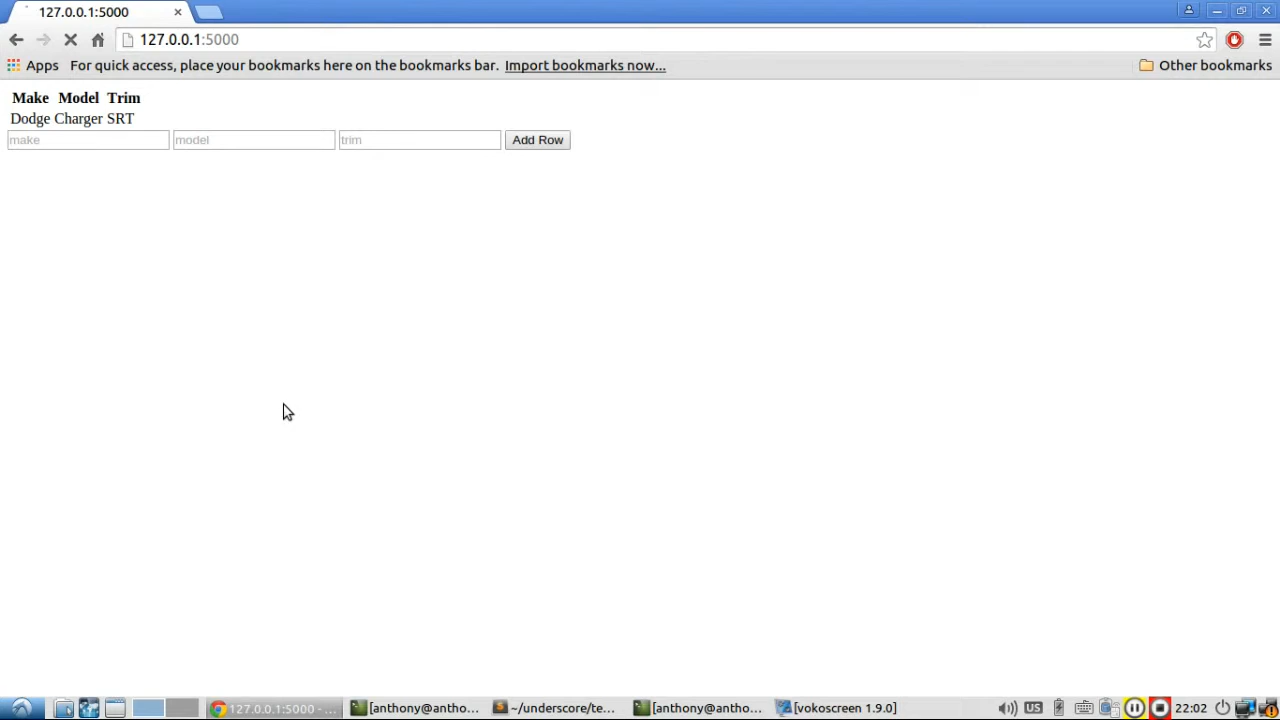 127.0.0.1:5000
127.0.0.1:5000
Apps For quick access, place your bookmarks here on the bookmarks bar. Import bookmarks now... Other bookmarks
Make Model Trim
Dodge Charger SRT
make model trim Add Row
127.0.0.1:5000 - ... [anthony@antho... ~/underscore/te... [anthony@antho... [vokoscreen 1.9.0] US 22:02